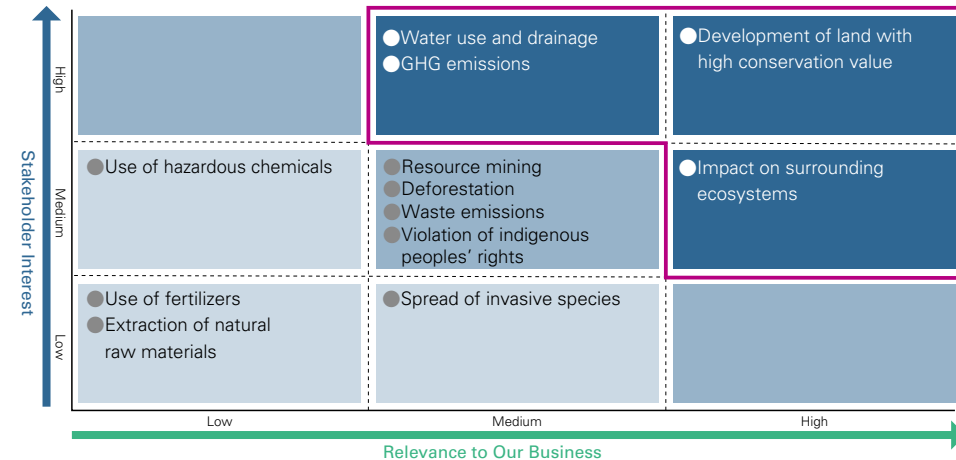 Stakeholder Interest
High
Medium
Low
Water use and drainage
GHG emissions
Development of land with
high conservation value
Use of hazardous chemicals
Resource mining
Deforestation
Waste emissions
Violation of indigenous
peoples’ rights
Impact on surrounding
ecosystems
Use of fertilizers
Extraction of natural
raw materials
Spread of invasive species
Low
Medium
High
Relevance to Our Business